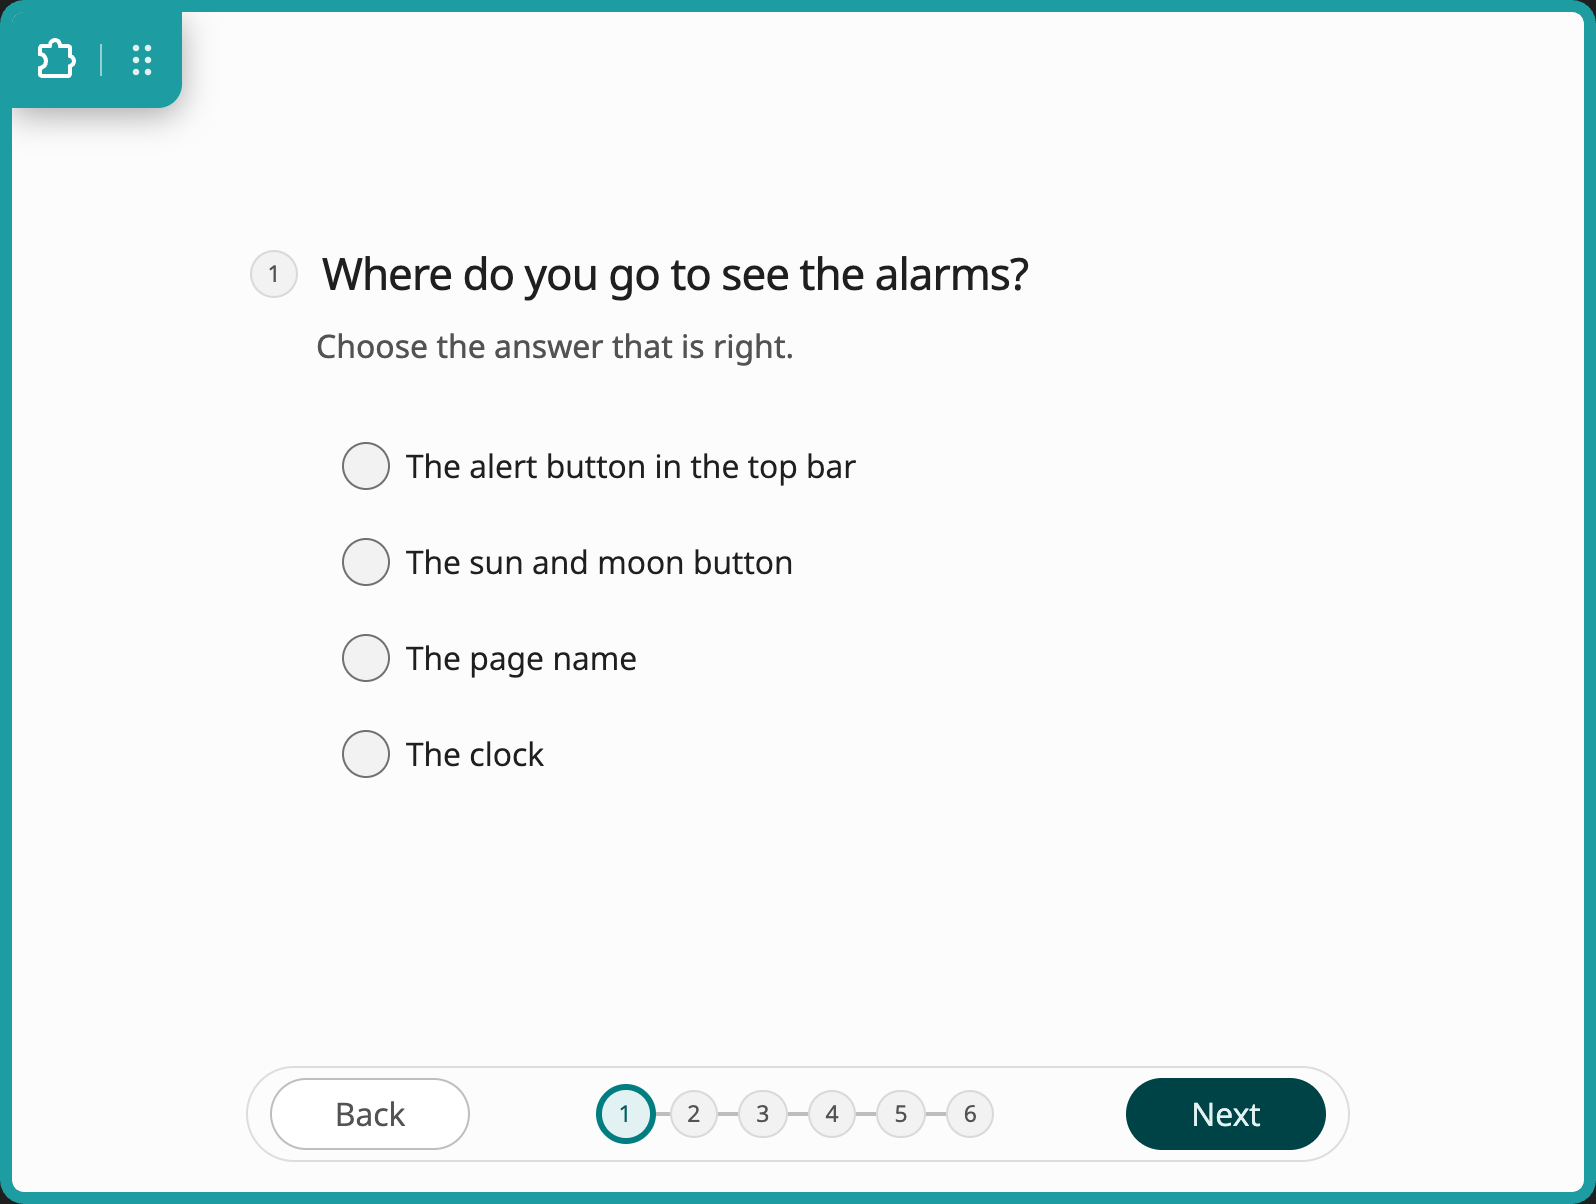 1 Where do you go to see the alarms?
Choose the answer that is right.
The alert button in the top bar
The sun and moon button
The page name
The clock
Back 1 2 3 4 5 6 Next